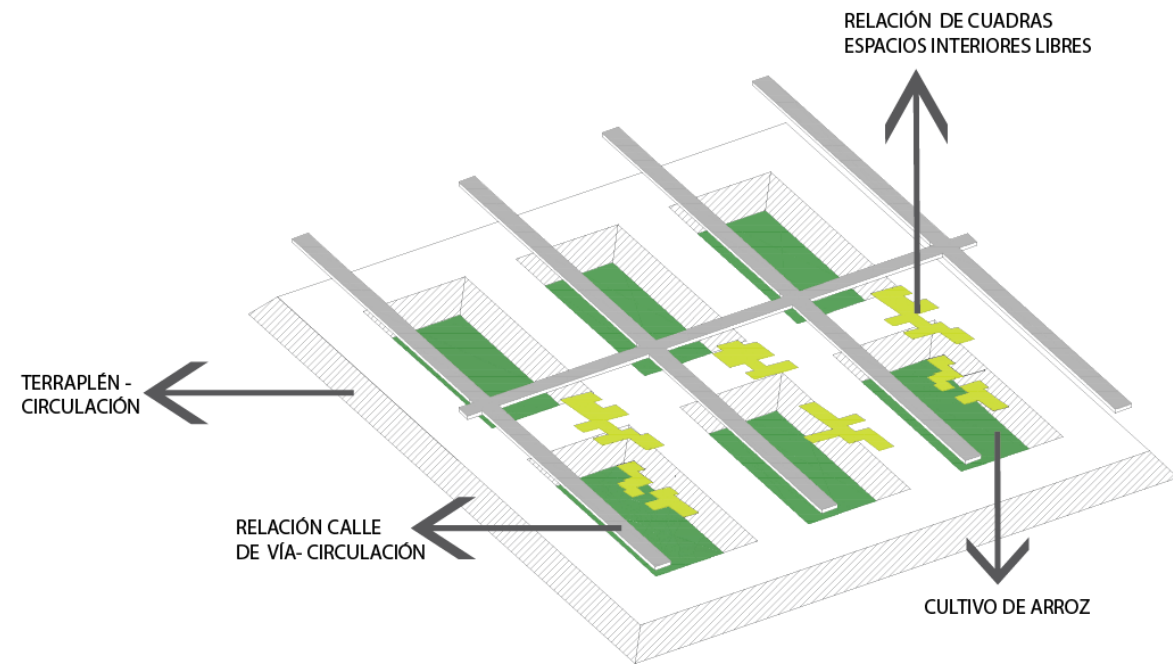 RELACIÓN DE CUADRAS
ESPACIOS INTERIORES LIBRES
TERRAPLÉN -
CIRCULACIÓN
RELACIÓN CALLE
DE VÍA- CIRCULACIÓN
CULTIVO DE ARROZ